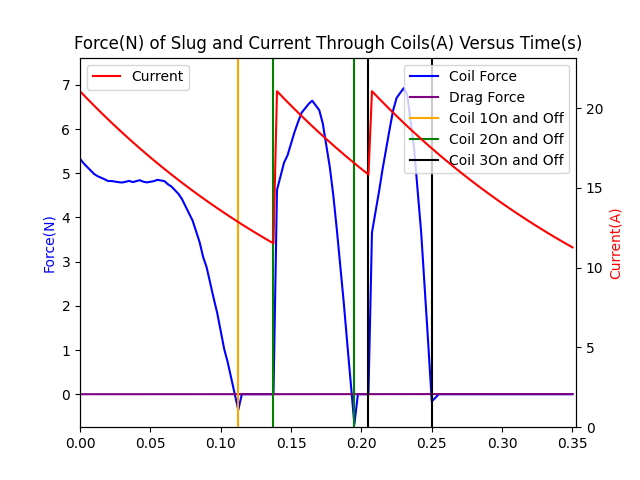 Force(N) of Slug and Current Through Coils(A) Versus Time(s)
Current
Coil Force
Drag Force
Coil 1On and Off
Coil 2On and Off
Coil 3On and Off
Force(N)
7
6
5
4
3
2
1
0
Current(A)
20
15
10
5
0
0.00 0.05 0.10 0.15 0.20 0.25 0.30 0.35